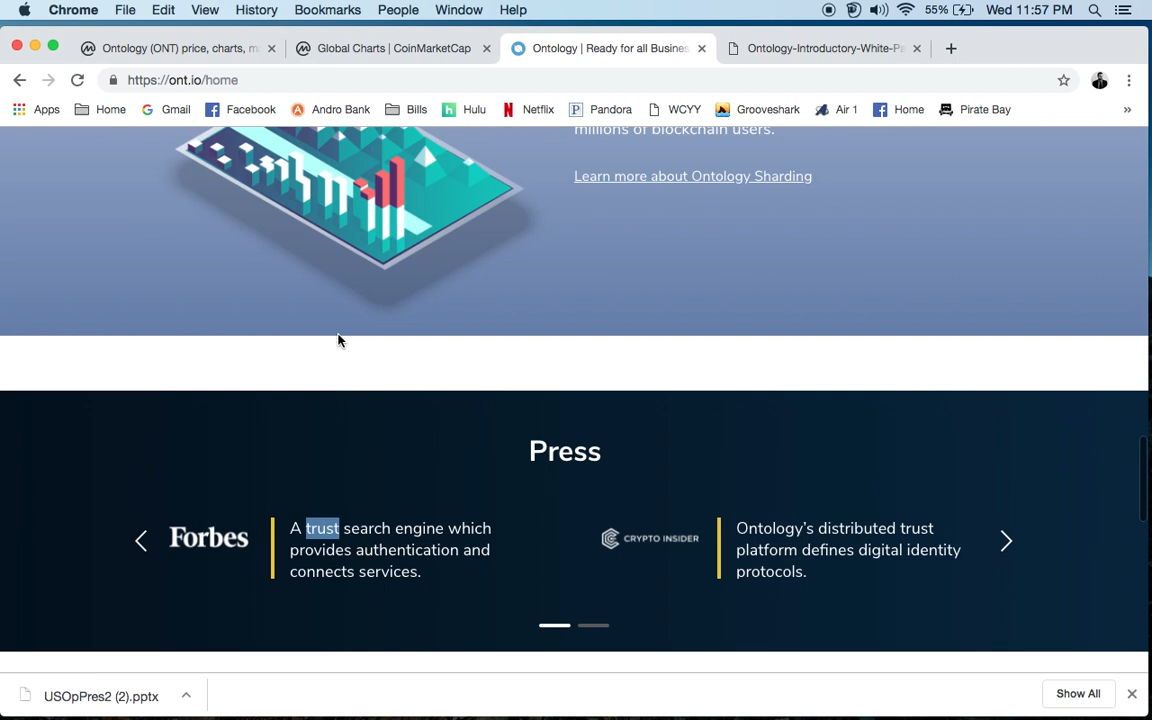 Chrome File Edit View History Bookmarks People Window Help 55% Wed 11:57 PM
Ontology (ONT) price, charts, m Global Charts | CoinMarketCap Ontology | Ready for all Busines Ontology-Introductory-White-Pa
https://ont.io/home
Apps Home Gmail Facebook Andro Bank Bills Hulu Netflix Pandora WCYY Grooveshark Air 1 Home Pirate Bay »
millions of blockchain users.
Learn more about Ontology Sharding
Press
Forbes
A trust search engine which
provides authentication and
connects services.
CRYPTO INSIDER
Ontology's distributed trust
platform defines digital identity
protocols.
USOpPres2 (2).pptx Show All